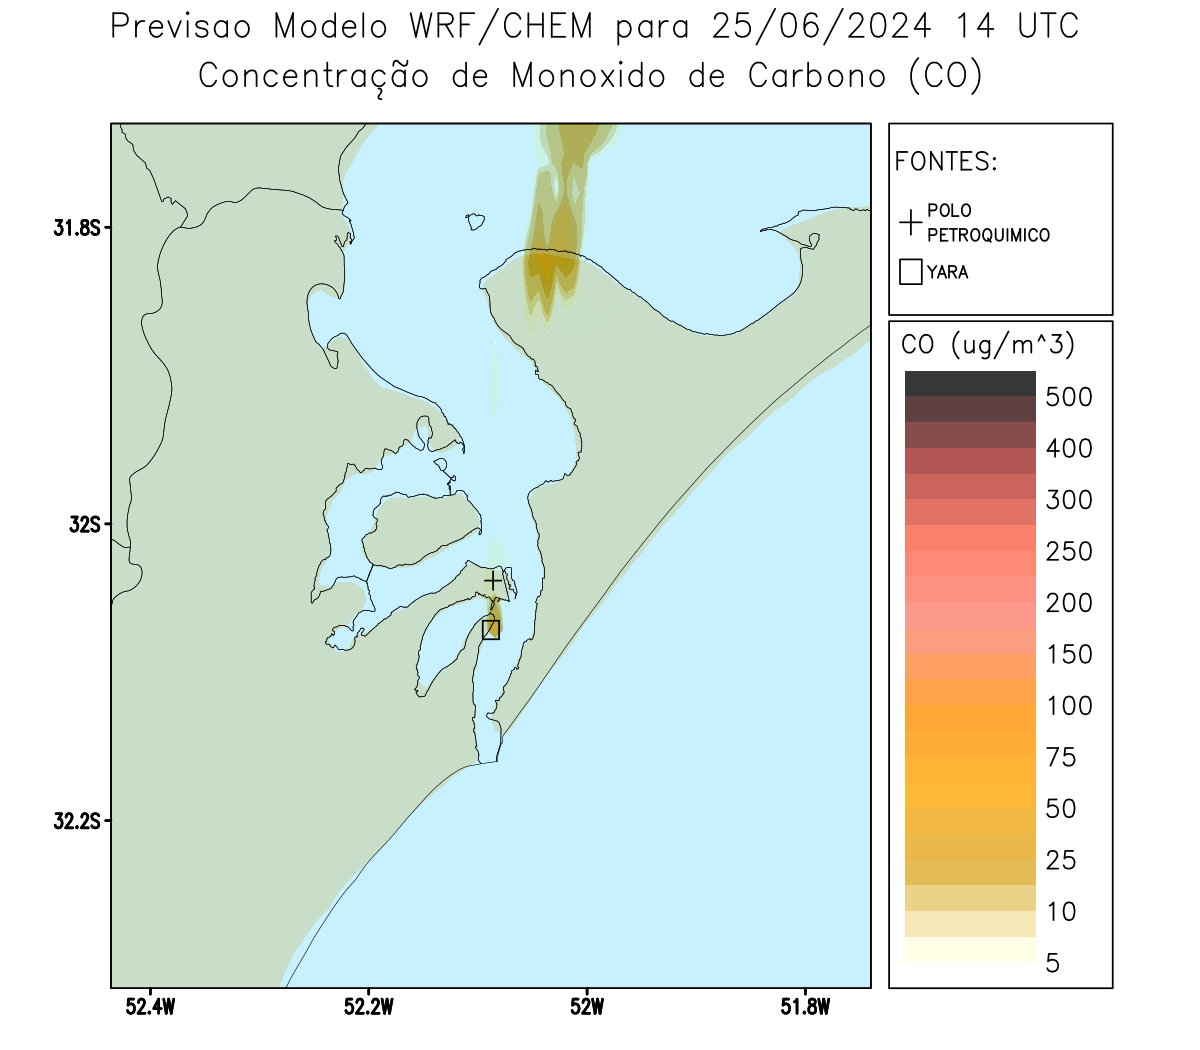 Previsao Modelo WRF/CHEM para 25/06/2024 14 UTC
Concentração de Monoxido de Carbono (CO)
FONTES:
POLO
PETROQUIMICO
YARA
CO (ug/m^3)
500
400
300
250
200
150
100
75
50
25
10
5
31.8S
32S
32.2S
52.4W
52.2W
52W
51.8W